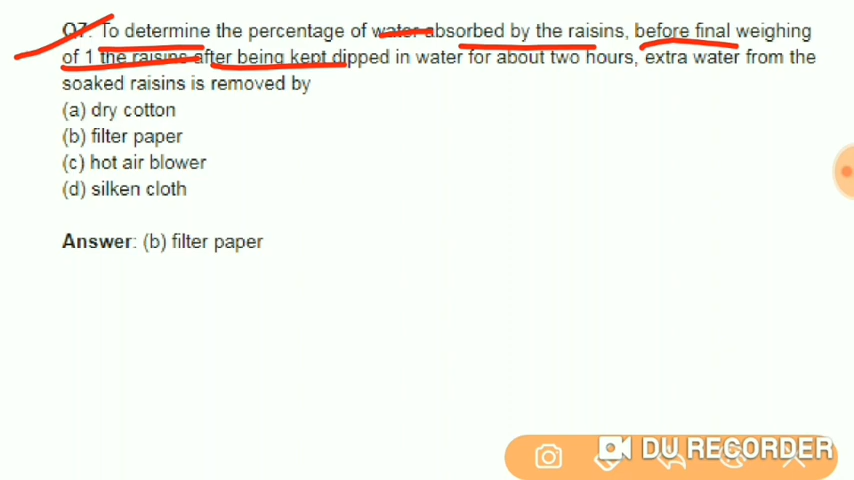 Q7. To determine the percentage of water absorbed by the raisins, before final weighing
of 1 the raisins after being kept dipped in water for about two hours, extra water from the
soaked raisins is removed by
(a) dry cotton
(b) filter paper
(c) hot air blower
(d) silken cloth
Answer: (b) filter paper
DU RECORDER